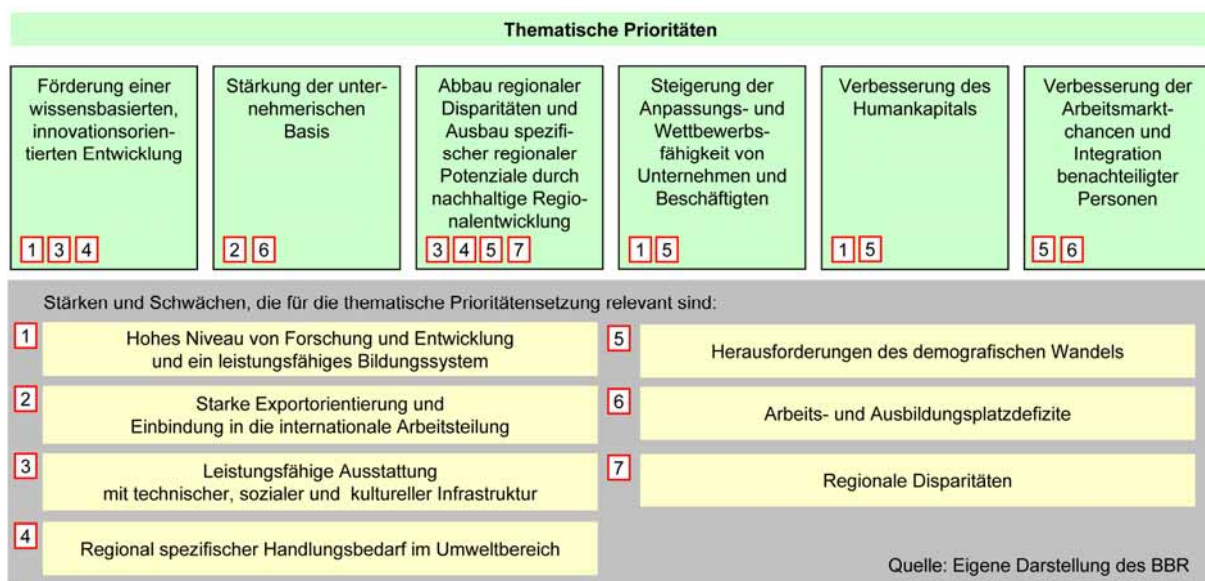 Thematische Prioritäten
Förderung einer
wissensbasierten,
innovationsorien-
tierten Entwicklung
1 3 4
Stärkung der unter-
nehmerischen
Basis
2 6
Abbau regionaler
Disparitäten und
Ausbau spezifi-
scher regionaler
Potenziale durch
nachhaltige Regio-
nalentwicklung
3 4 5 7
Steigerung der
Anpassungs- und
Wettbewerbs-
fähigkeit von
Unternehmen und
Beschäftigten
1 5
Verbesserung des
Humankapitals
1 5
Verbesserung der
Arbeitsmarkt-
chancen und
Integration
benachteiligter
Personen
5 6
Stärken und Schwächen, die für die thematische Prioritätensetzung relevant sind:
1
Hohes Niveau von Forschung und Entwicklung
und ein leistungsfähiges Bildungssystem
2
Starke Exportorientierung und
Einbindung in die internationale Arbeitsteilung
3
Leistungsfähige Ausstattung
mit technischer, sozialer und kultureller Infrastruktur
4
Regional spezifischer Handlungsbedarf im Umweltbereich
5
Herausforderungen des demografischen Wandels
6
Arbeits- und Ausbildungsplatzdefizite
7
Regionale Disparitäten
Quelle: Eigene Darstellung des BBR